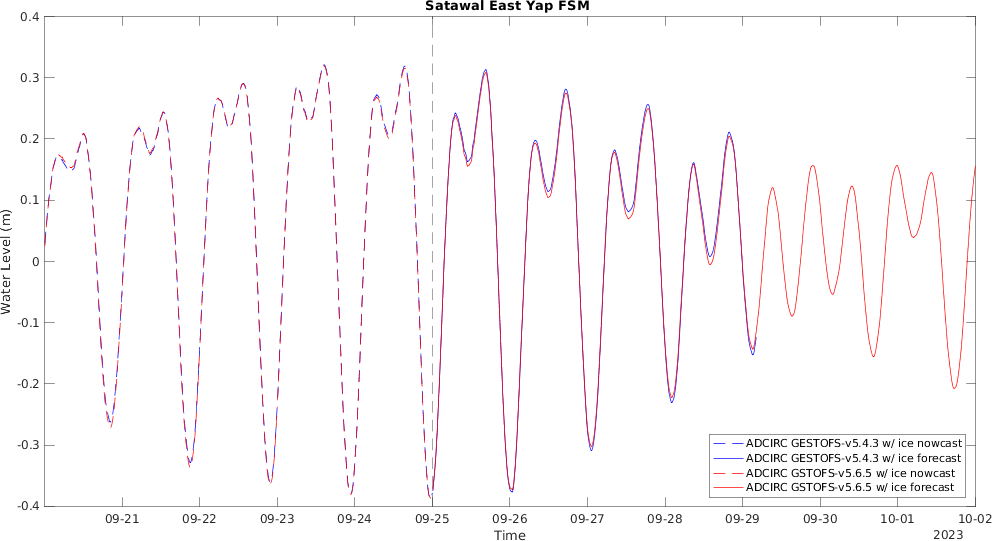 Satawal East Yap FSM
0.4
0.3
0.2
0.1
0
-0.1
-0.2
-0.3
-0.4
Water Level (m)
ADCIRC GESTOFS-v5.4.3 w/ ice nowcast
ADCIRC GESTOFS-v5.4.3 w/ ice forecast
ADCIRC GSTOFS-v5.6.5 w/ ice nowcast
ADCIRC GSTOFS-v5.6.5 w/ ice forecast
09-21 09-22 09-23 09-24 09-25 09-26 09-27 09-28 09-29 09-30 10-01 10-02
Time 2023